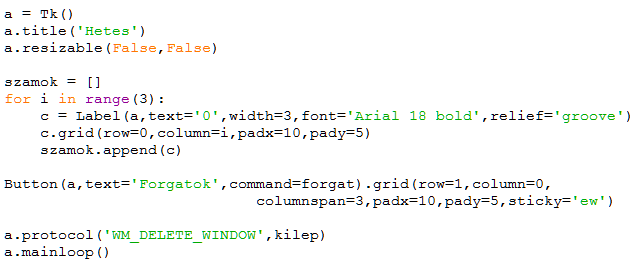 a = Tk()
a.title('Hetes')
a.resizable(False,False)

szamok = []
for i in range(3):
    c = Label(a,text='0',width=3,font='Arial 18 bold',relief='groove')
    c.grid(row=0,column=i,padx=10,pady=5)
    szamok.append(c)

Button(a,text='Forgatok',command=forgat).grid(row=1,column=0,
                                   columnspan=3,padx=10,pady=5,sticky='ew')

a.protocol('WM_DELETE_WINDOW',kilep)
a.mainloop()